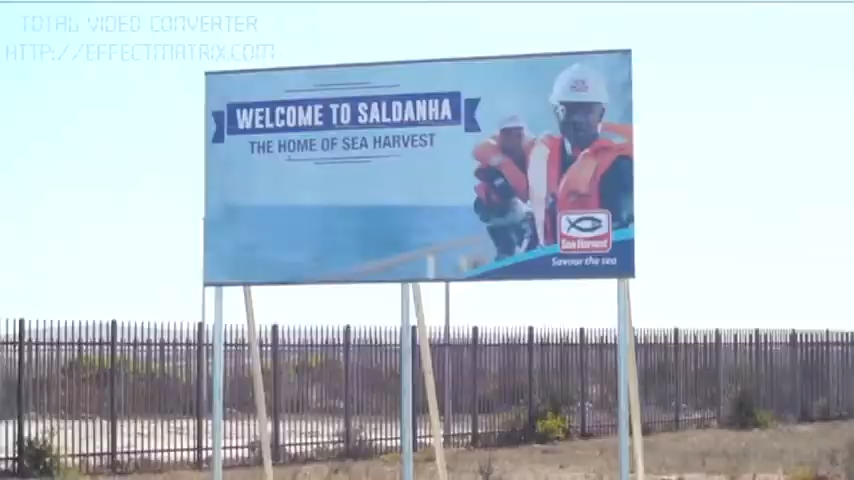 TOTAL VIDEO CONVERTER
HTTP://EFFECTMATRIX.COM
WELCOME TO SALDANHA
THE HOME OF SEA HARVEST
Sea Harvest
Savour the sea